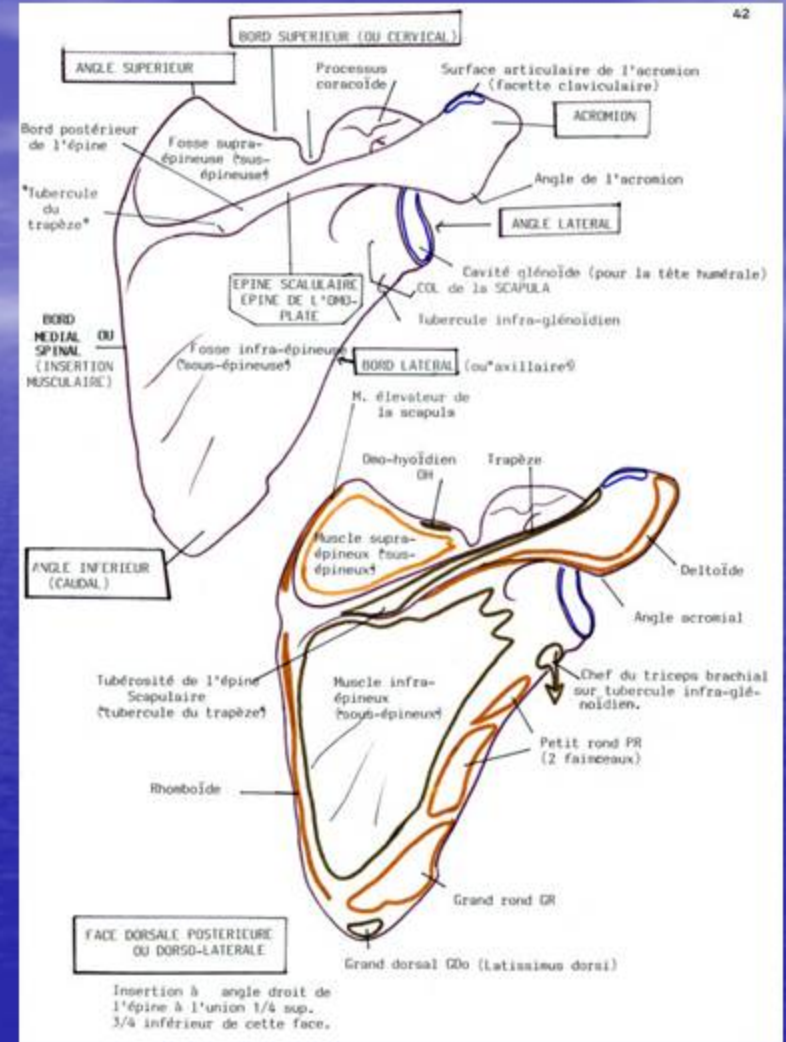 42
BORD SUPERIEUR (OU CERVICAL)
ANGLE SUPERIEUR
Processus
coracoïde
Surface articulaire de l'acromion
(facette claviculaire)
ACROMION
Bord postérieur
de l'épine
Fosse supra-
épineuse "sus-
épineuse"
Angle de l'acromion
"Tubercule
du
trapèze"
ANGLE LATERAL
Cavité glénoïde (pour la tête humérale)
EPINE SCALULAIRE
EPINE DE L'OMO-
PLATE
COL de la SCAPULA
Tubercule infra-glénoïdien
BORD
MEDIAL OU
SPINAL
(INSERTION
MUSCULAIRE)
Fosse infra-épineuse
("sous-épineuse")
BORD LATERAL (ou"axillaire")
M. élevateur de
la scapula
Omo-hyoïdien
OH
Trapèze
Muscle supra-
épineux ("sus-
épineux")
ANGLE INFERIEUR
(CAUDAL)
Deltoïde
Angle acromial
Tubérosité de l'épine
Scapulaire
("tubercule du trapèze")
Muscle infra-
épineux
("sous-épineux")
Chef du triceps brachial
sur tubercule infra-glé-
noïdien.
Petit rond PR
(2 faimceaux)
Rhomboïde
Grand rond GR
FACE DORSALE POSTERIEURE
OU DORSO-LATERALE
Grand dorsal GDo (Latissimus dorsi)
Insertion à angle droit de
l'épine à l'union 1/4 sup.
3/4 inférieur de cette face.